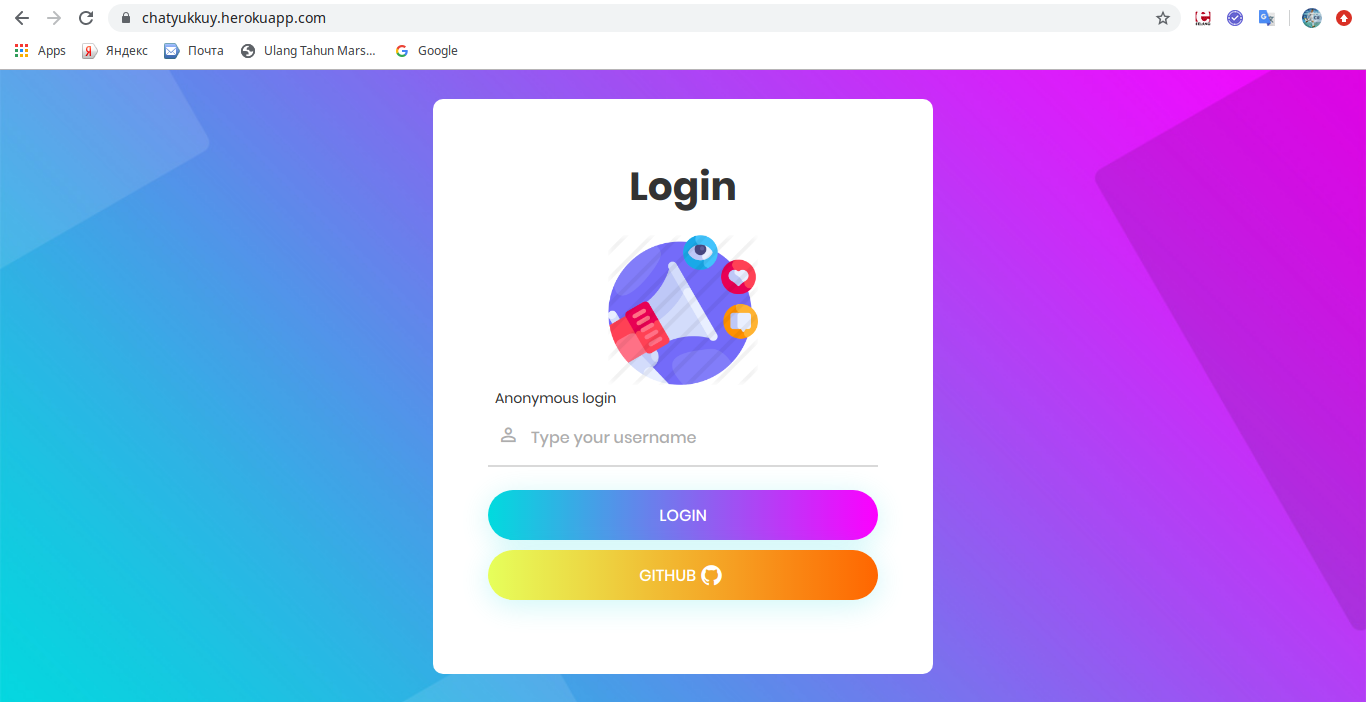 chatyukkuy.herokuapp.com
Apps Яндекс Почта Ulang Tahun Mars... Google
Login
Anonymous login
Type your username
LOGIN
GITHUB